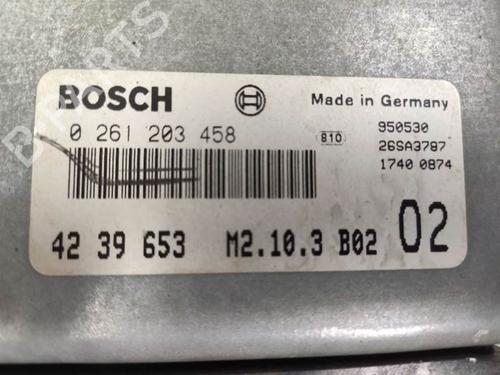 BOSCH
Made in Germany
0 261 203 458
810
950530
26SA3787
1740 0874
42 39 653 M2.10.3 B02 02